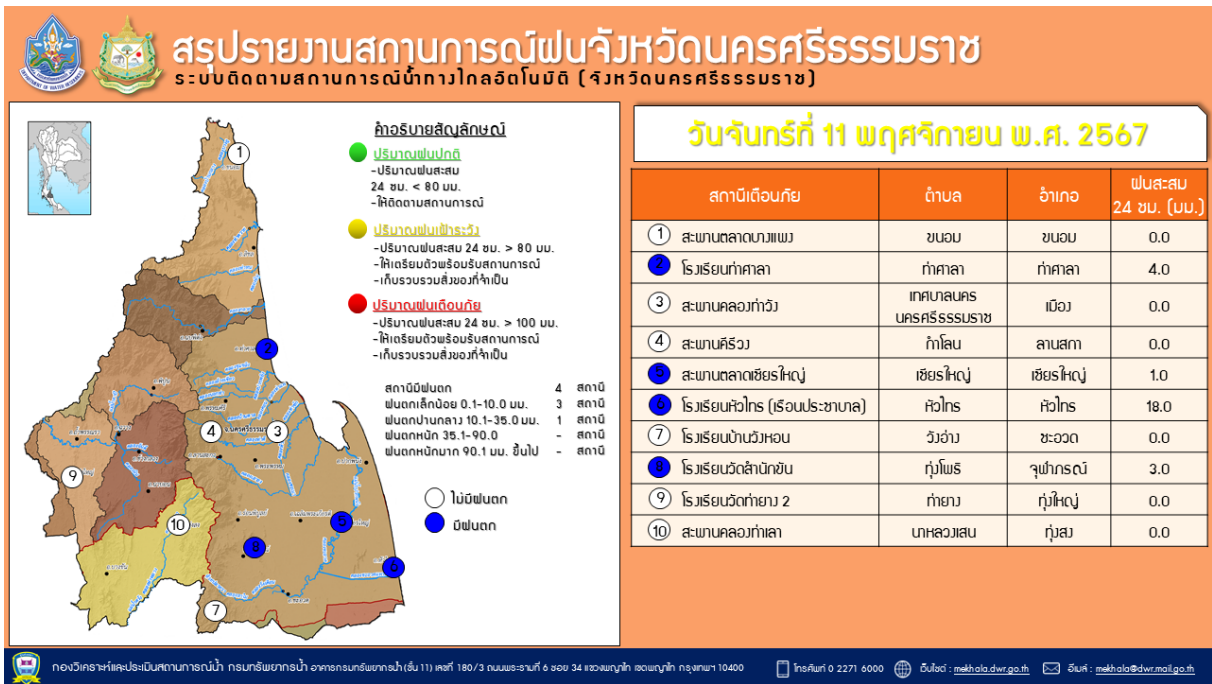 สรุปรายงานสถานการณ์ฝนจังหวัดนครศรีธรรมราช
ระบบติดตามสถานการณ์น้ำทางไกลอัตโนมัติ (จังหวัดนครศรีธรรมราช)
คำอธิบายสัญลักษณ์
ปริมาณฝนปกติ
-ปริมาณฝนสะสม
24 ชม. < 80 มม.
-ให้ติดตามสถานการณ์
ปริมาณฝนเฝ้าระวัง
-ปริมาณฝนสะสม 24 ชม. > 80 มม.
-ให้เตรียมตัวพร้อมรับสถานการณ์
-เก็บรวบรวมสิ่งของที่จำเป็น
ปริมาณฝนเตือนภัย
-ปริมาณฝนสะสม 24 ชม. > 100 มม.
-ให้เตรียมตัวพร้อมรับสถานการณ์
-เก็บรวบรวมสิ่งของที่จำเป็น
สถานีมีฝนตก 4 สถานี
ฝนตกเล็กน้อย 0.1-10.0 มม. 3 สถานี
ฝนตกปานกลาง 10.1-35.0 มม. 1 สถานี
ฝนตกหนัก 35.1-90.0 - สถานี
ฝนตกหนักมาก 90.1 มม. ขึ้นไป - สถานี
ไม่มีฝนตก
มีฝนตก
1
2
4
3
9
10
5
8
6
7
วันจันทร์ที่ 11 พฤศจิกายน พ.ศ. 2567
สถานีเตือนภัย ตำบล อำเภอ ฝนสะสม
24 ชม. (มม.)
1 สะพานตลาดบางแพง ขนอม ขนอม 0.0
2 โรงเรียนท่าศาลา ท่าศาลา ท่าศาลา 4.0
3 สะพานคลองท่าวัง เทศบาลนคร
นครศรีธรรมราช เมือง 0.0
4 สะพานคีรีวง กำโลน ลานสกา 0.0
5 สะพานตลาดเชียรใหญ่ เชียรใหญ่ เชียรใหญ่ 1.0
6 โรงเรียนหัวไทร (เรือนประชาบาล) หัวไทร หัวไทร 18.0
7 โรงเรียนบ้านวังหอน วังอ่าง ชะอวด 0.0
8 โรงเรียนวัดสำนักขัน ทุ่งโพธิ จุฬาภรณ์ 3.0
9 โรงเรียนวัดท่ายาง 2 ท่ายาง ทุ่งใหญ่ 0.0
10 สะพานคลองท่าเลา นาหลวงเสน ทุ่งสง 0.0
กองวิเคราะห์และประเมินสถานการณ์น้ำ กรมทรัพยากรน้ำ อาคารกรมทรัพยากรน้ำ (ชั้น 11) เลขที่ 180/3 ถนนพระรามที่ 6 ซอย 34 แขวงพญาไท เขตพญาไท กรุงเทพฯ 10400 โทรศัพท์ 0 2271 6000 เว็บไซต์ : mekhala.dwr.go.th อีเมล์ : mekhala@dwr.mail.go.th